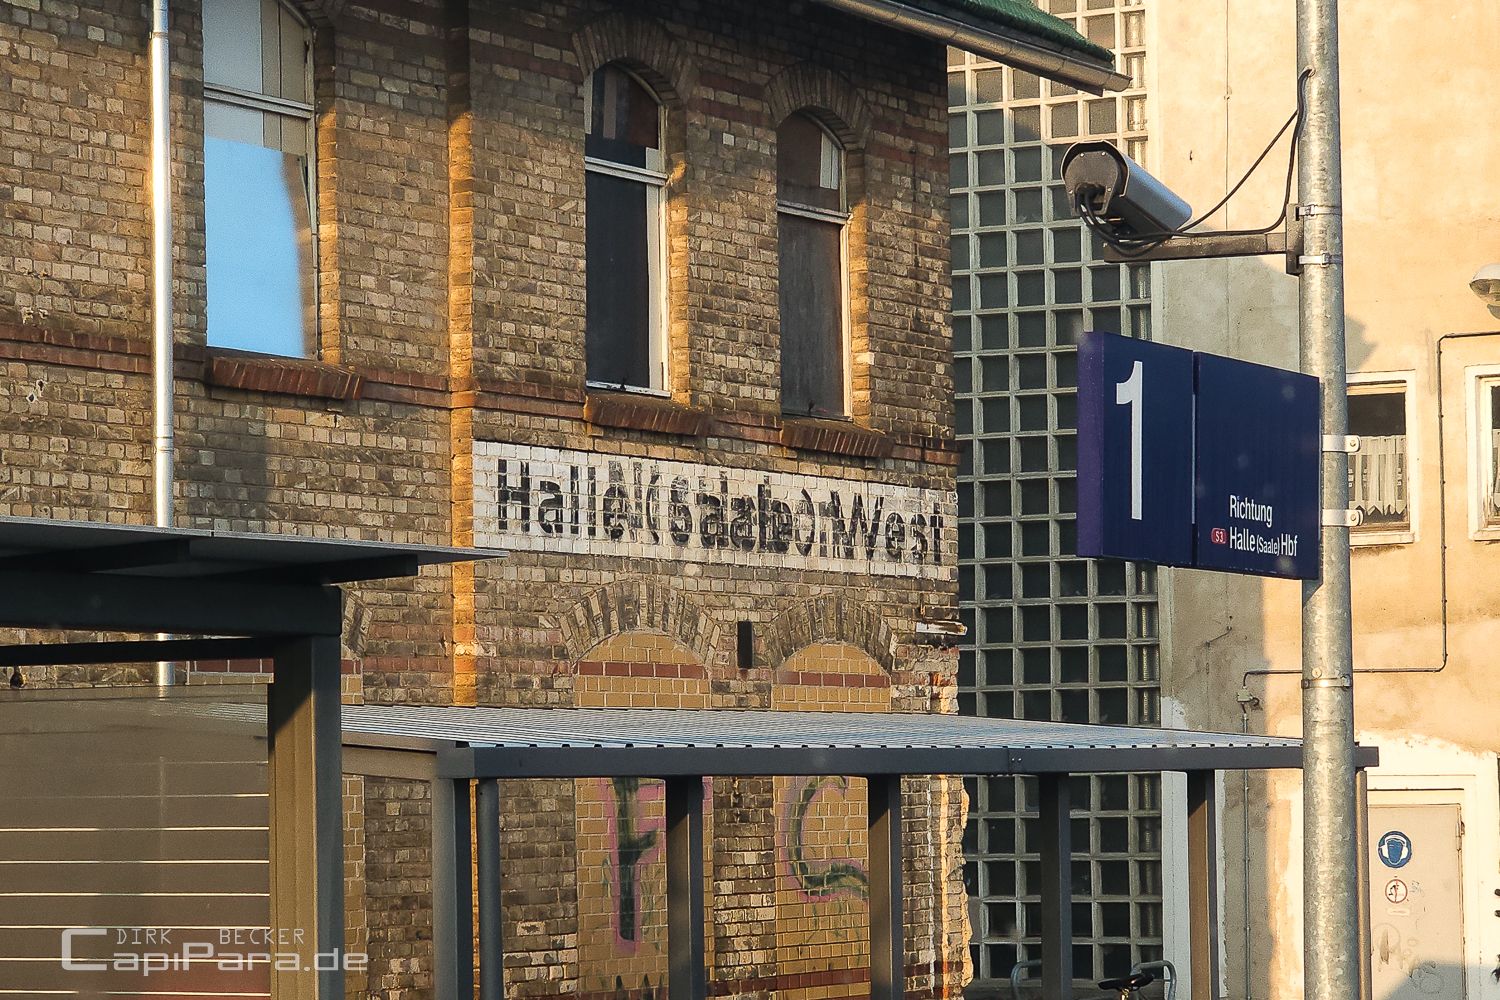 Halle (Saale) West
1
Richtung
S3 Halle (Saale) Hbf
F C
DIRK BECKER
CapiPara.de